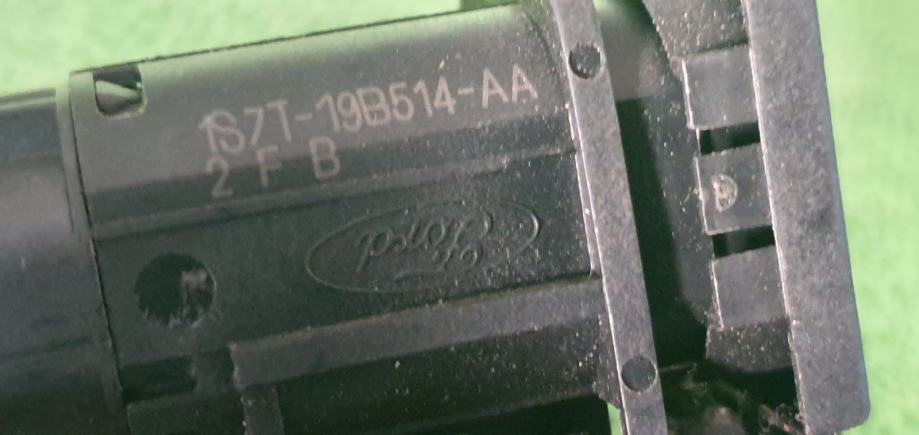 1S7T-19B514-AA
2 F B
Ford
D